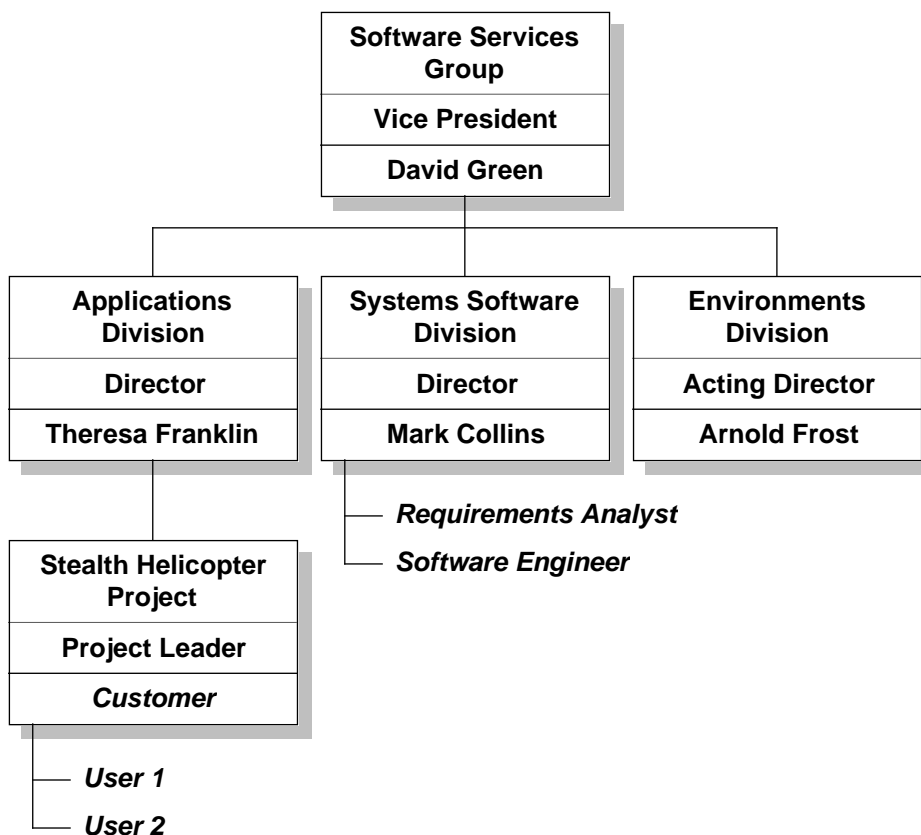 Software Services
Group
Vice President
David Green
Applications
Division
Director
Theresa Franklin
Systems Software
Division
Director
Mark Collins
Environments
Division
Acting Director
Arnold Frost
Requirements Analyst
Software Engineer
Stealth Helicopter
Project
Project Leader
Customer
User 1
User 2